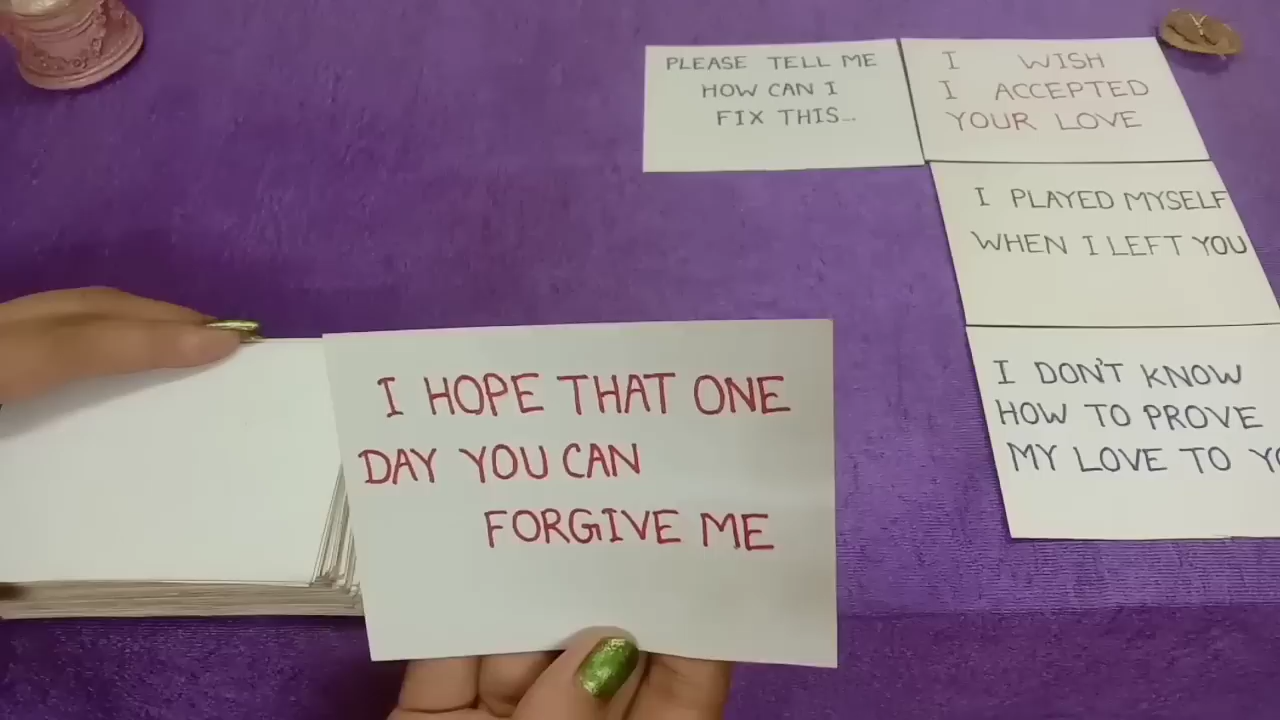 PLEASE TELL ME
HOW CAN I
FIX THIS...
I WISH
I ACCEPTED
YOUR LOVE
I PLAYED MYSELF
WHEN I LEFT YOU
I DON'T KNOW
HOW TO PROVE
MY LOVE TO
I HOPE THAT ONE
DAY YOU CAN
FORGIVE ME